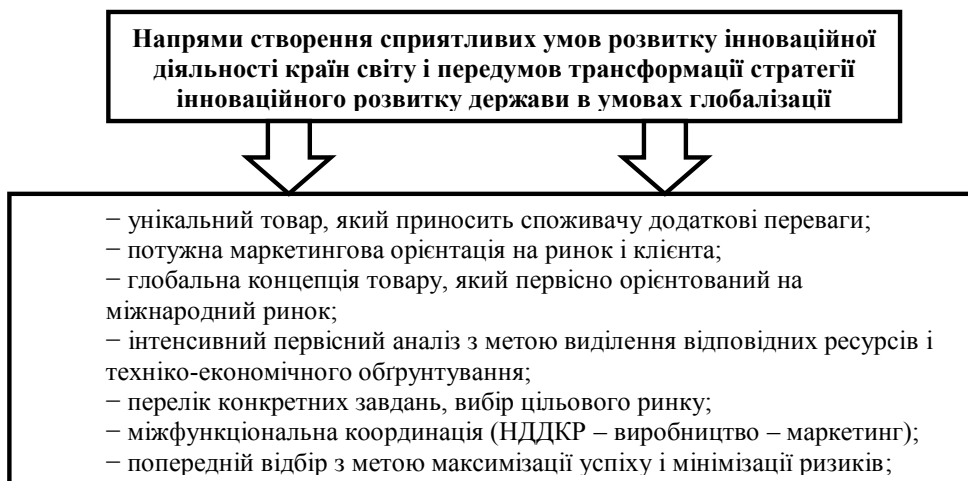 Напрями створення сприятливих умов розвитку інноваційної
діяльності країн світу і передумов трансформації стратегії
інноваційного розвитку держави в умовах глобалізації
− унікальний товар, який приносить споживачу додаткові переваги;
− потужна маркетингова орієнтація на ринок і клієнта;
− глобальна концепція товару, який первісно орієнтований на
міжнародний ринок;
− інтенсивний первісний аналіз з метою виділення відповідних ресурсів і
техніко-економічного обґрунтування;
− перелік конкретних завдань, вибір цільового ринку;
− міжфункціональна координація (НДДКР – виробництво – маркетинг);
− попередній відбір з метою максимізації успіху і мінімізації ризиків;